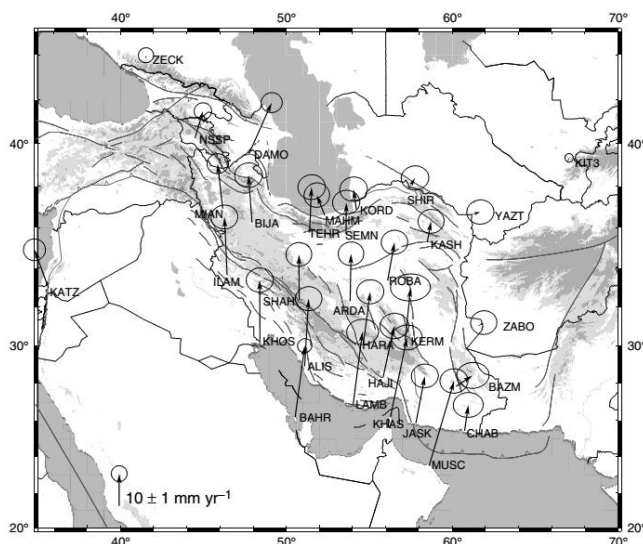 40° 50° 60° 70°
ZECK
NSSP
DAMO
40° 40°
KIT3
MIAN
BIJA
TEHR
MAHM
SEMN
KORD
SHIR
KASH
YAZT
KATZ
ILAM
SHAH
ARDA
ROBA
KHOS
ALIS
HARA
KERM
ZABO
30° 30°
HAJI
BAZM
BAHR
LAMB
KHAS
JASK
CHAB
MUSC
10 ± 1 mm yr⁻¹
20° 20°
40° 50° 60° 70°